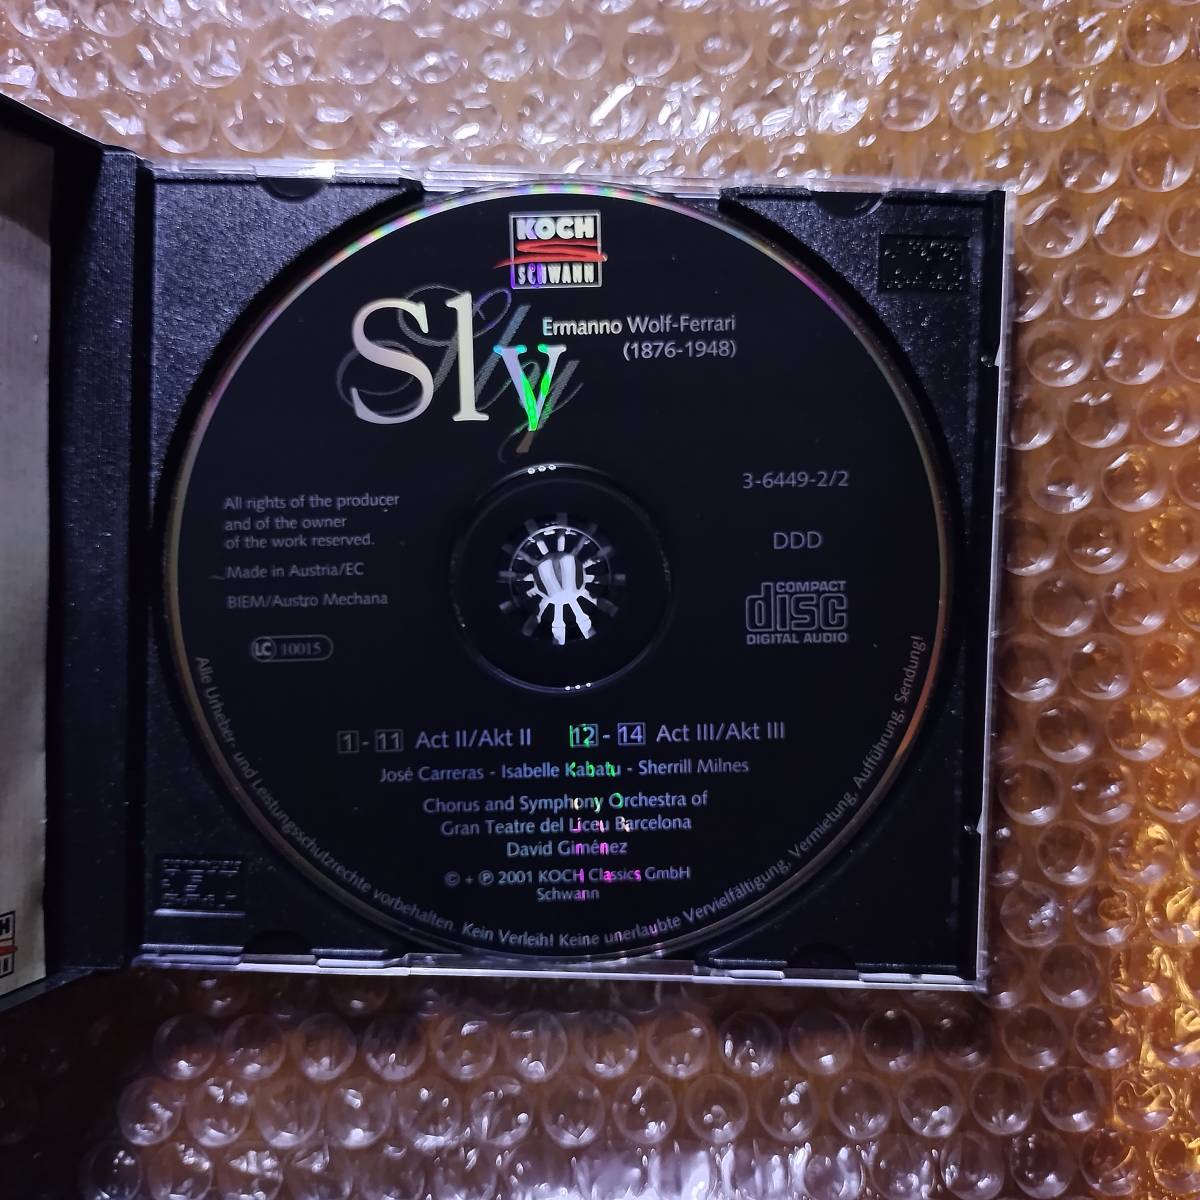 KOCH
SCHWANN
Sly
Sly
Ermanno Wolf-Ferrari
(1876-1948)
All rights of the producer
and of the owner
of the work reserved.
Made in Austria/EC
BIEM/Austro Mechana
LC 10015
3-6449-2/2
DDD
COMPACT
disc
DIGITAL AUDIO
1 - 11 Act II/Akt II 12 - 14 Act III/Akt III
José Carreras - Isabelle Kabatu - Sherrill Milnes
Chorus and Symphony Orchestra of
Gran Teatre del Liceu Barcelona
David Giménez
© + ℗ 2001 KOCH Classics GmbH
Schwann
Alle Urheber- und Leistungsschutzrechte vorbehalten. Kein Verleih! Keine unerlaubte Vervielfältigung, Vermietung, Aufführung, Sendung!